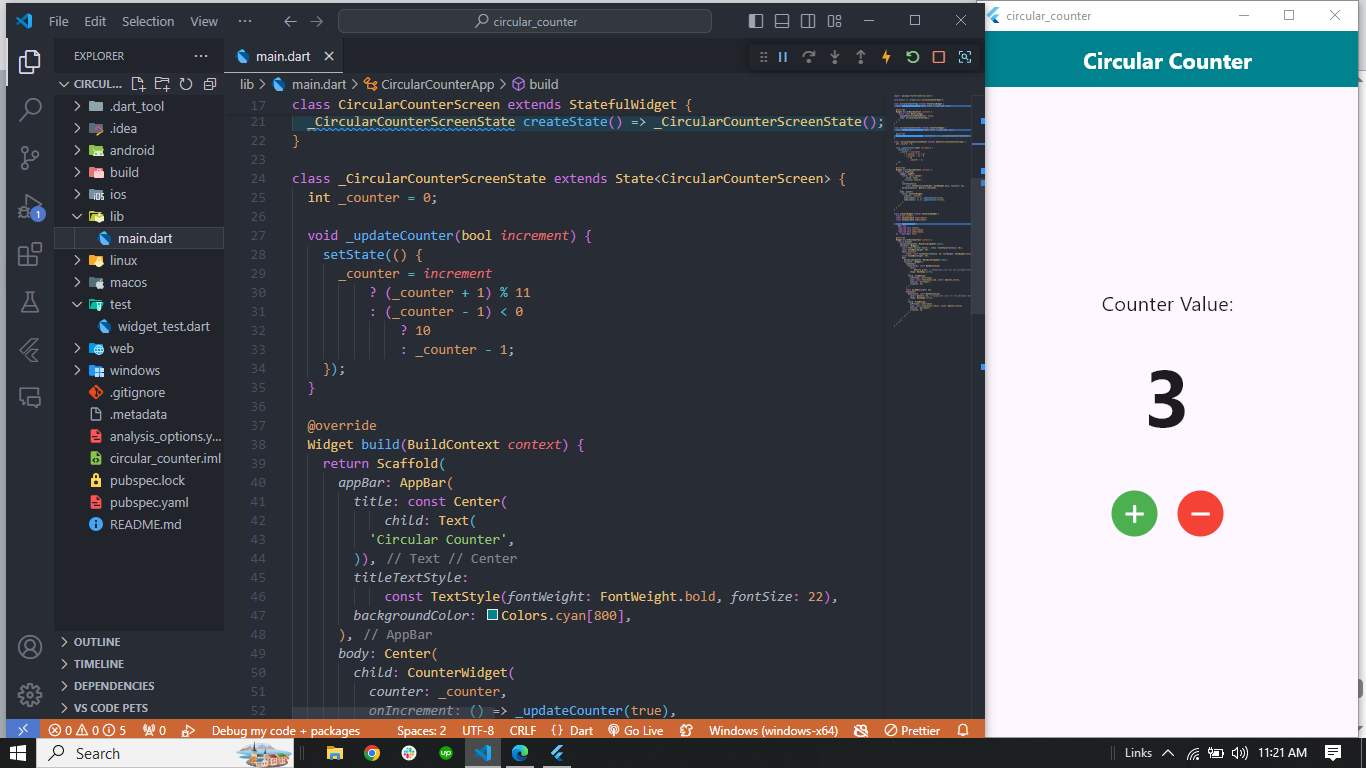 File Edit Selection View ···
circular_counter
EXPLORER ···
CIRCUL...
.dart_tool
.idea
android
build
ios
lib
main.dart
linux
macos
test
widget_test.dart
web
windows
.gitignore
.metadata
analysis_options.y...
circular_counter.iml
pubspec.lock
pubspec.yaml
README.md
OUTLINE
TIMELINE
DEPENDENCIES
VS CODE PETS
1
main.dart
lib > main.dart > CircularCounterApp > build
17 class CircularCounterScreen extends StatefulWidget {
21 _CircularCounterScreenState createState() => _CircularCounterScreenState();
22 }
23
24 class _CircularCounterScreenState extends State<CircularCounterScreen> {
25 int _counter = 0;
26
27 void _updateCounter(bool increment) {
28 setState(() {
29 _counter = increment
30 ? (_counter + 1) % 11
31 : (_counter - 1) < 0
32 ? 10
33 : _counter - 1;
34 });
35 }
36
37 @override
38 Widget build(BuildContext context) {
39 return Scaffold(
40 appBar: AppBar(
41 title: const Center(
42 child: Text(
43 'Circular Counter',
44 )), // Text // Center
45 titleTextStyle:
46 const TextStyle(fontWeight: FontWeight.bold, fontSize: 22),
47 backgroundColor: Colors.cyan[800],
48 ), // AppBar
49 body: Center(
50 child: CounterWidget(
51 counter: _counter,
52 onIncrement: () => _updateCounter(true),
0 0 5 0 Debug my code + packages Spaces: 2 UTF-8 CRLF {} Dart Go Live Windows (windows-x64) Prettier
circular_counter
Circular Counter
Counter Value:
3
+ −
Search
up
Links 11:21 AM